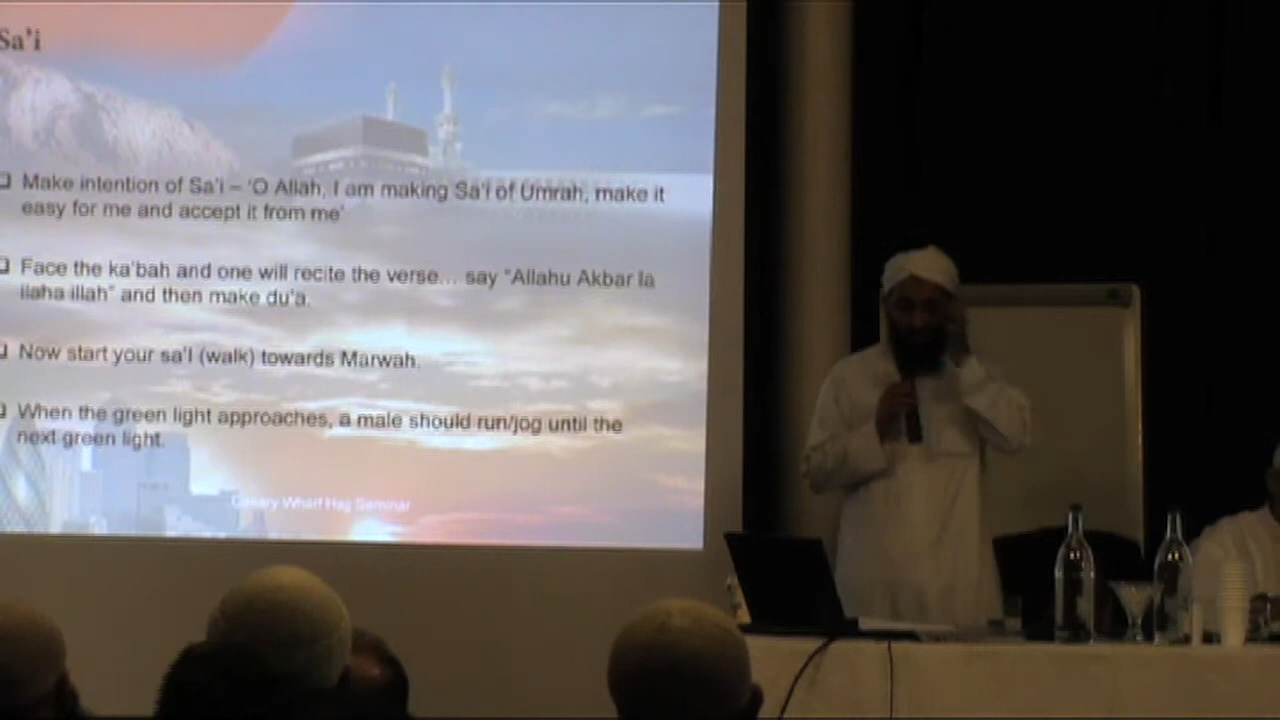 Sa'i
Make intention of Sa'i – 'O Allah, I am making Sa'i of Umrah, make it
easy for me and accept it from me'
Face the ka'bah and one will recite the verse... say "Allahu Akbar la
ilaha illah" and then make du'a.
Now start your sa'I (walk) towards Marwah.
When the green light approaches, a male should run/jog until the
next green light.
Canary Wharf Hajj Seminar